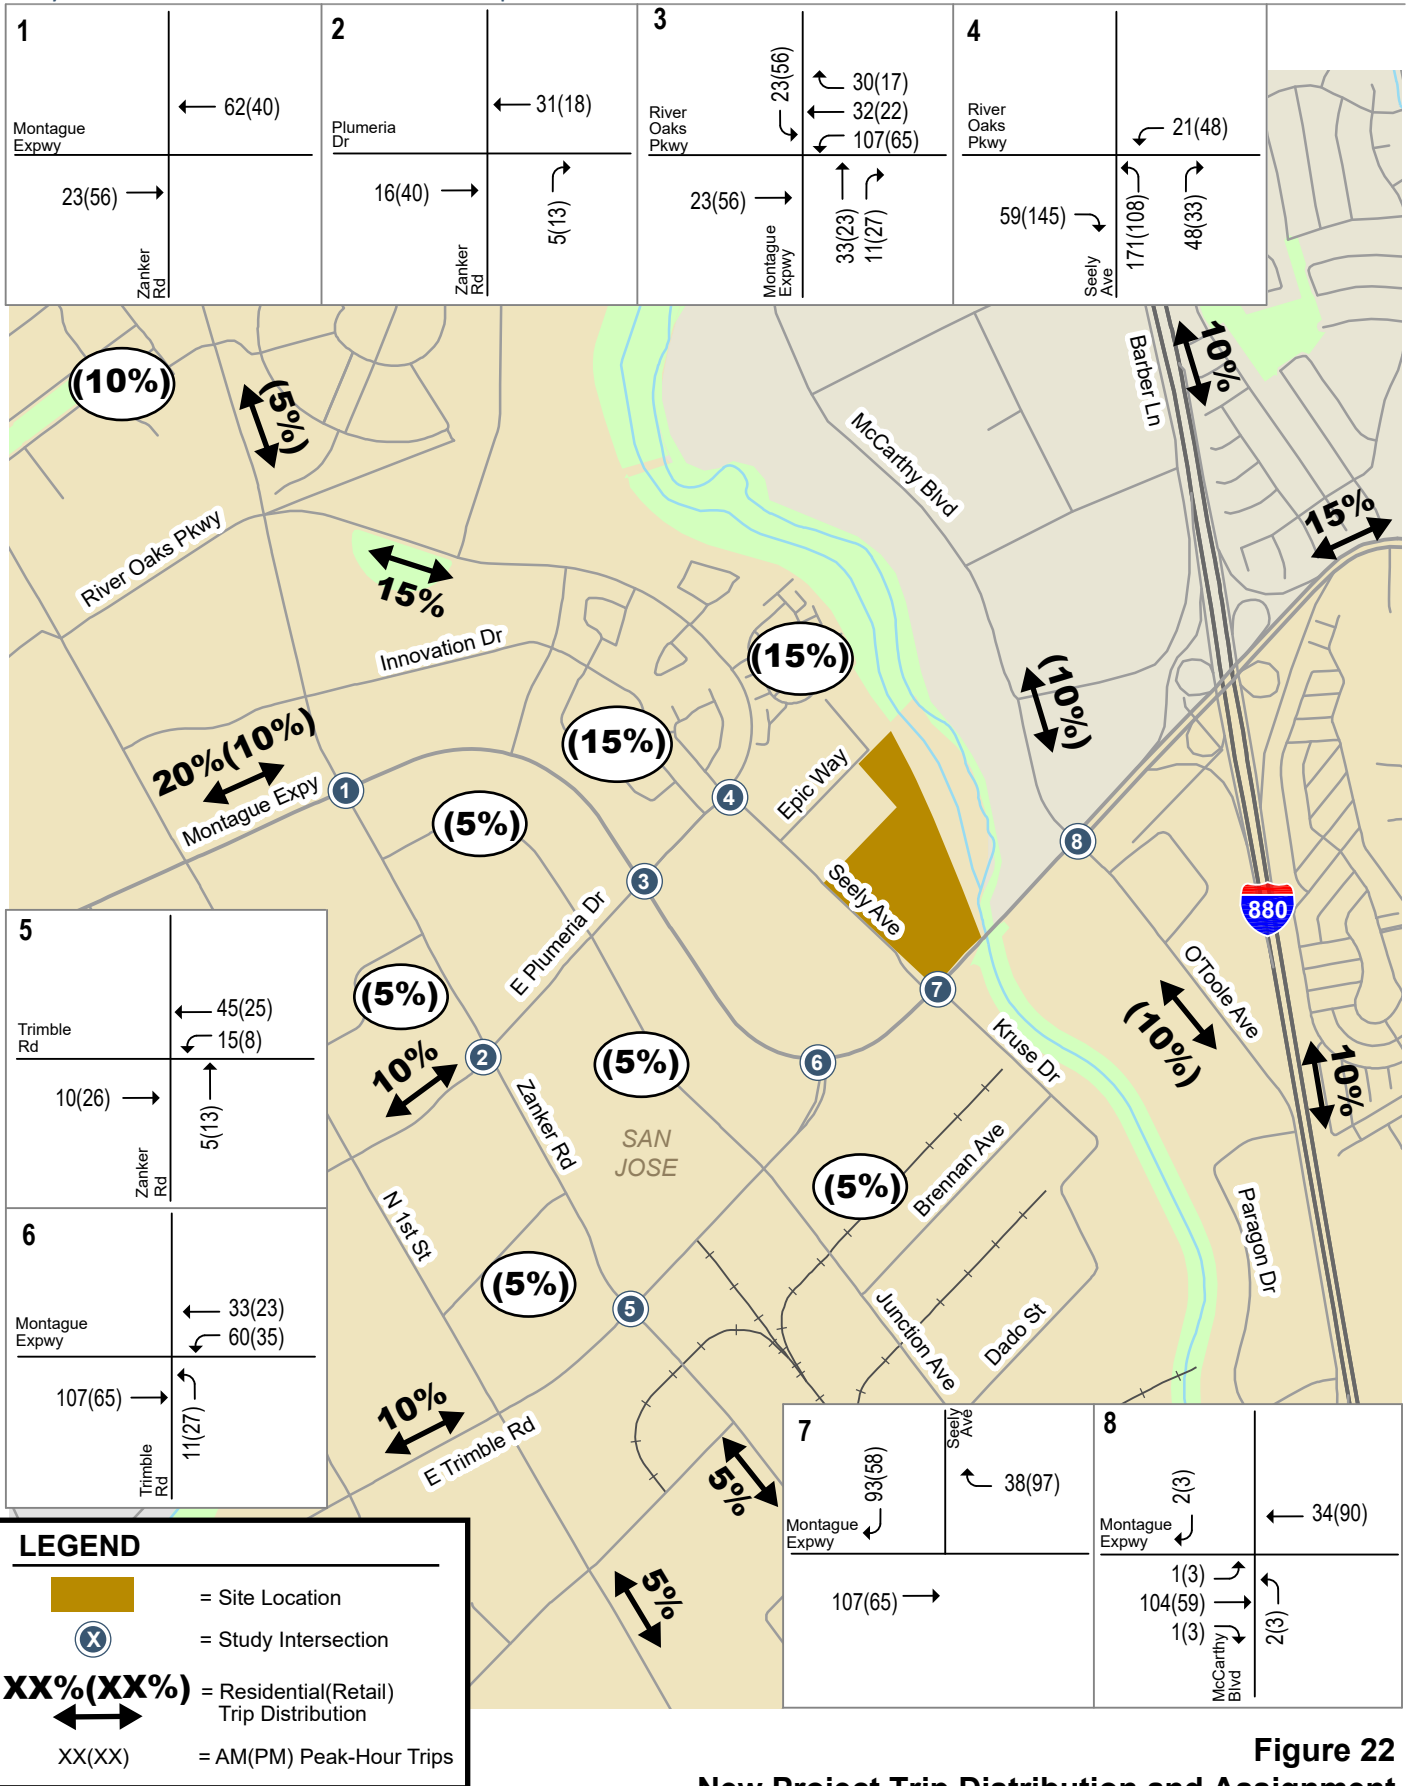 1
62(40)
Montague
Expwy
23(56)
Zanker
Rd
2
31(18)
Plumeria
Dr
16(40)
5(13)
Zanker
Rd
3
23(56)
30(17)
32(22)
107(65)
River
Oaks
Pkwy
23(56)
33(23)
11(27)
Montague
Expwy
4
River
Oaks
Pkwy
21(48)
59(145)
171(108)
48(33)
Seely
Ave
(10%)
(5%)
Barber Ln
10%
McCarthy Blvd
15%
River Oaks Pkwy
15%
Innovation Dr
(15%)
(10%)
20%(10%)
Montague Expy
1
(15%)
4
Epic Way
(5%)
3
8
Seely Ave
880
E Plumeria Dr
(5%)
7
O'Toole Ave
10%
2
(5%)
6
Kruse Dr
(10%)
10%
Zanker Rd
SAN
JOSE
(5%)
Brennan Ave
N 1st St
Paragon Dr
(5%)
5
Junction Ave
Dado St
10%
E Trimble Rd
5%
5%
5
45(25)
15(8)
Trimble
Rd
10(26)
5(13)
Zanker
Rd
6
33(23)
60(35)
Montague
Expwy
107(65)
11(27)
Trimble
Rd
7
Seely
Ave
93(58)
38(97)
Montague
Expwy
107(65)
8
2(3)
34(90)
Montague
Expwy
1(3)
104(59)
1(3)
2(3)
McCarthy
Blvd
LEGEND
= Site Location
X
= Study Intersection
XX%(XX%)
= Residential(Retail)
Trip Distribution
XX(XX)
= AM(PM) Peak-Hour Trips
Figure 22
New Project Trip Distribution and Assignment